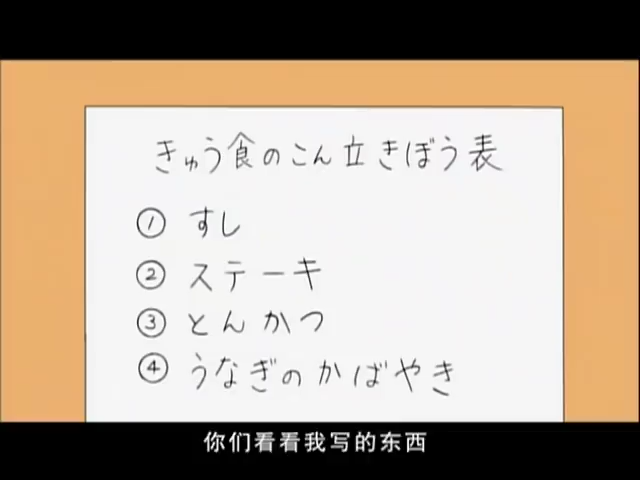 きゅう食のこん立きぼう表
① すし
② ステーキ
③ とんかつ
④ うなぎのかばやき
你们看看我写的东西